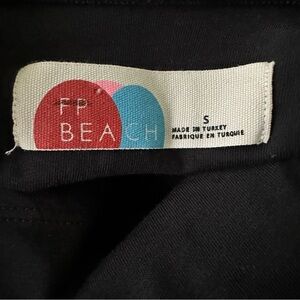 FP
BEACH
S
MADE IN TURKEY
FABRIQUE EN TURQUIE